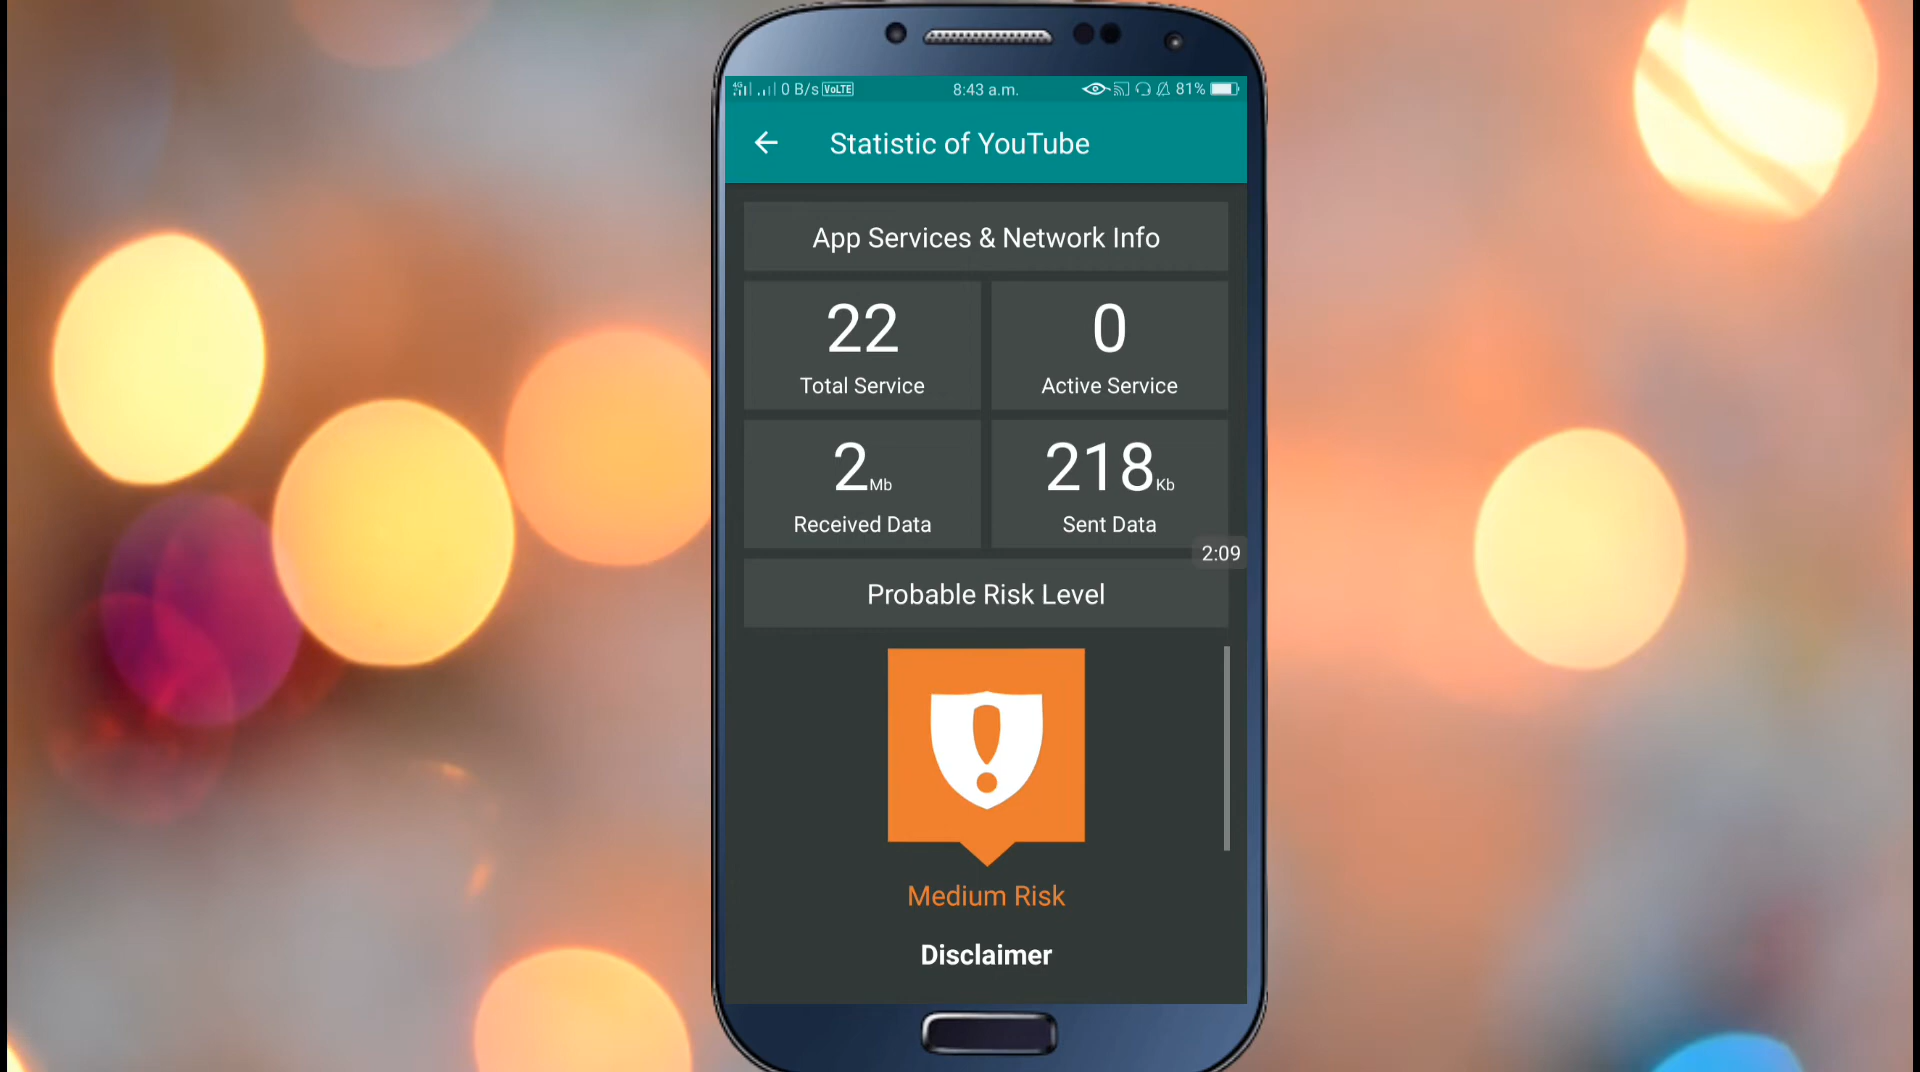 4G 0 B/s VoLTE 8:43 a.m. 81%
Statistic of YouTube
App Services & Network Info
22 0
Total Service Active Service
2Mb 218Kb
Received Data Sent Data
2:09
Probable Risk Level
Medium Risk
Disclaimer